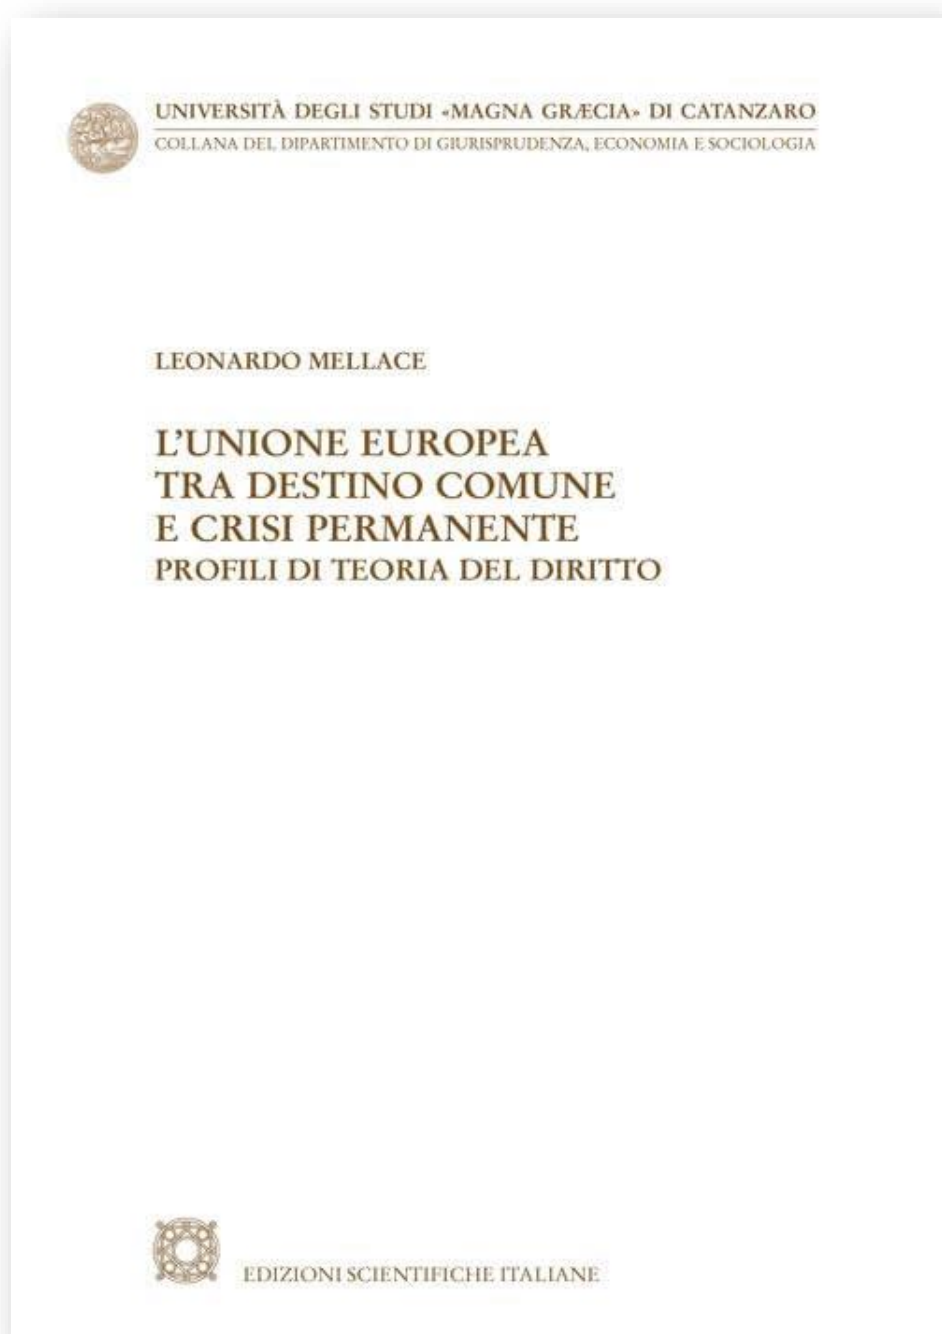 UNIVERSITÀ DEGLI STUDI «MAGNA GRÆCIA» DI CATANZARO
COLLANA DEL DIPARTIMENTO DI GIURISPRUDENZA, ECONOMIA E SOCIOLOGIA
LEONARDO MELLACE
L'UNIONE EUROPEA
TRA DESTINO COMUNE
E CRISI PERMANENTE
PROFILI DI TEORIA DEL DIRITTO
EDIZIONI SCIENTIFICHE ITALIANE